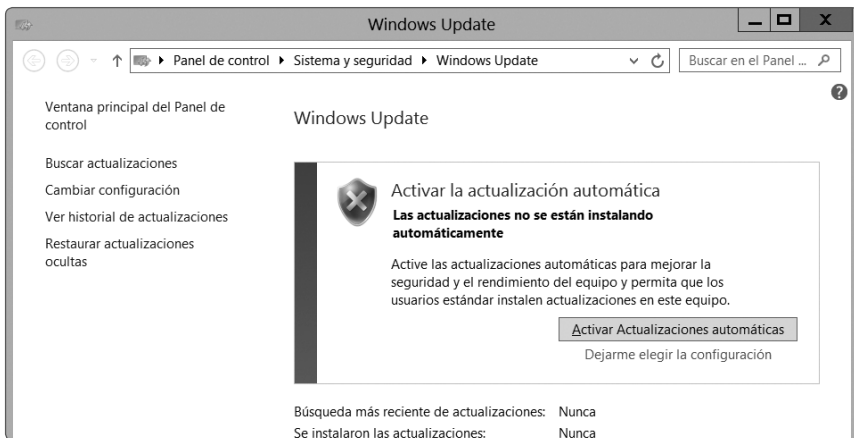 Windows Update
Panel de control Sistema y seguridad Windows Update
Buscar en el Panel ...
Ventana principal del Panel de
control
Buscar actualizaciones
Cambiar configuración
Ver historial de actualizaciones
Restaurar actualizaciones
ocultas
Windows Update
Activar la actualización automática
Las actualizaciones no se están instalando
automáticamente
Active las actualizaciones automáticas para mejorar la
seguridad y el rendimiento del equipo y permita que los
usuarios estándar instalen actualizaciones en este equipo.
Activar Actualizaciones automáticas
Dejarme elegir la configuración
Búsqueda más reciente de actualizaciones: Nunca
Se instalaron las actualizaciones: Nunca